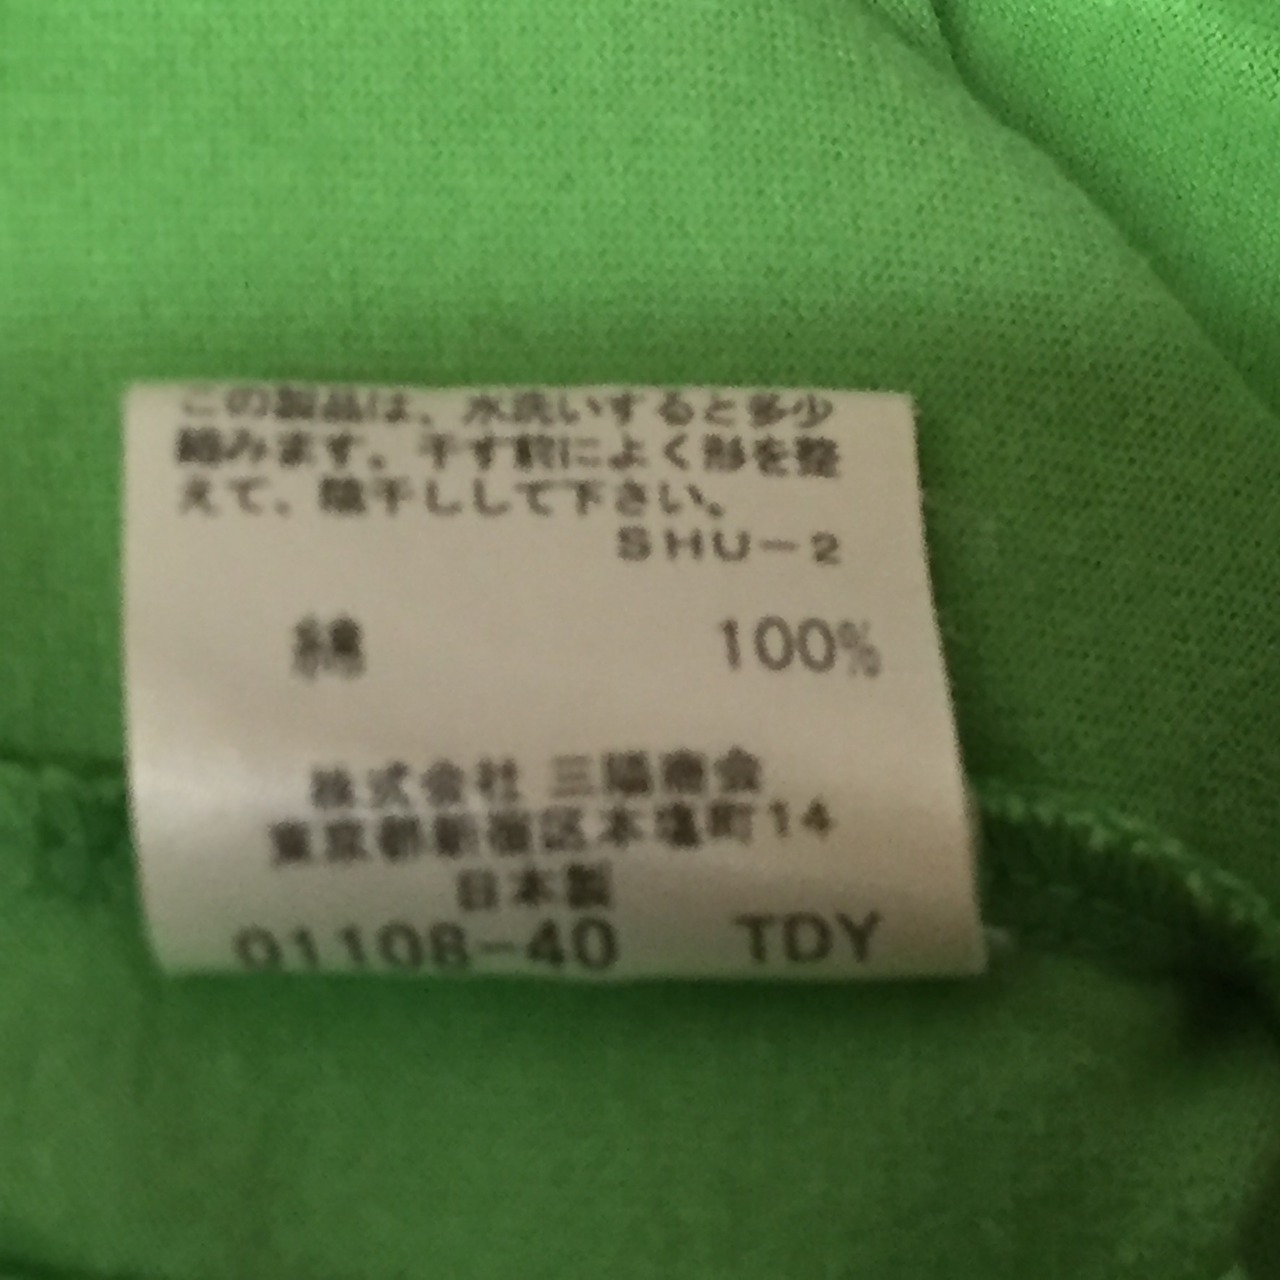 この製品は、水洗いすると多少
縮みます。干す前によく形を整
えて、陰干しして下さい。
SHU-2
綿 100%
株式会社 三陽商会
東京都新宿区本塩町14
日本製
01108-40 TDY